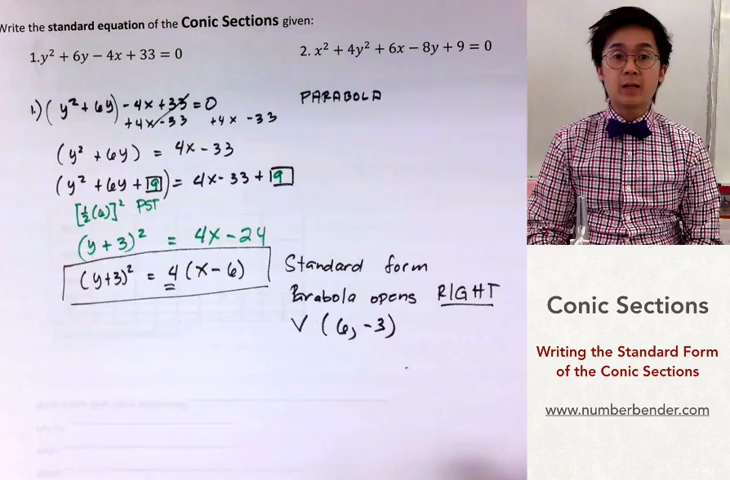 Write the standard equation of the Conic Sections given:
1.y² + 6y − 4x + 33 = 0
2. x² + 4y² + 6x − 8y + 9 = 0
1.) (y² + 6y) − 4x + 33 = 0
+4x −33 +4x −33
PARABOLA
(y² + 6y) = 4x − 33
(y² + 6y + 9) = 4x − 33 + 9
[½(6)]² PST
(y + 3)² = 4x − 24
(y+3)² = 4 (x − 6)
Standard form
Parabola opens RIGHT
V (6, −3)
Conic Sections
Writing the Standard Form
of the Conic Sections
www.numberbender.com